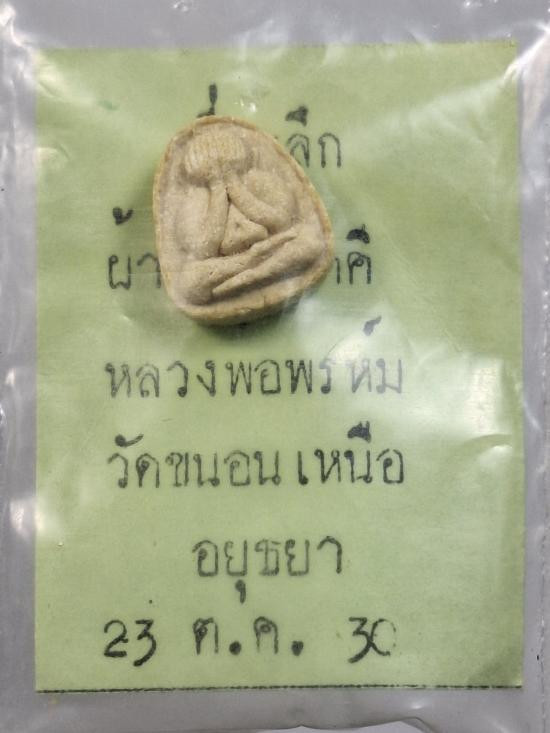 ลึก
ผ้า
หลวงพอพรห์ม
วัดขนอนเหนือ
อยุธยา
23 ต.ค. 30